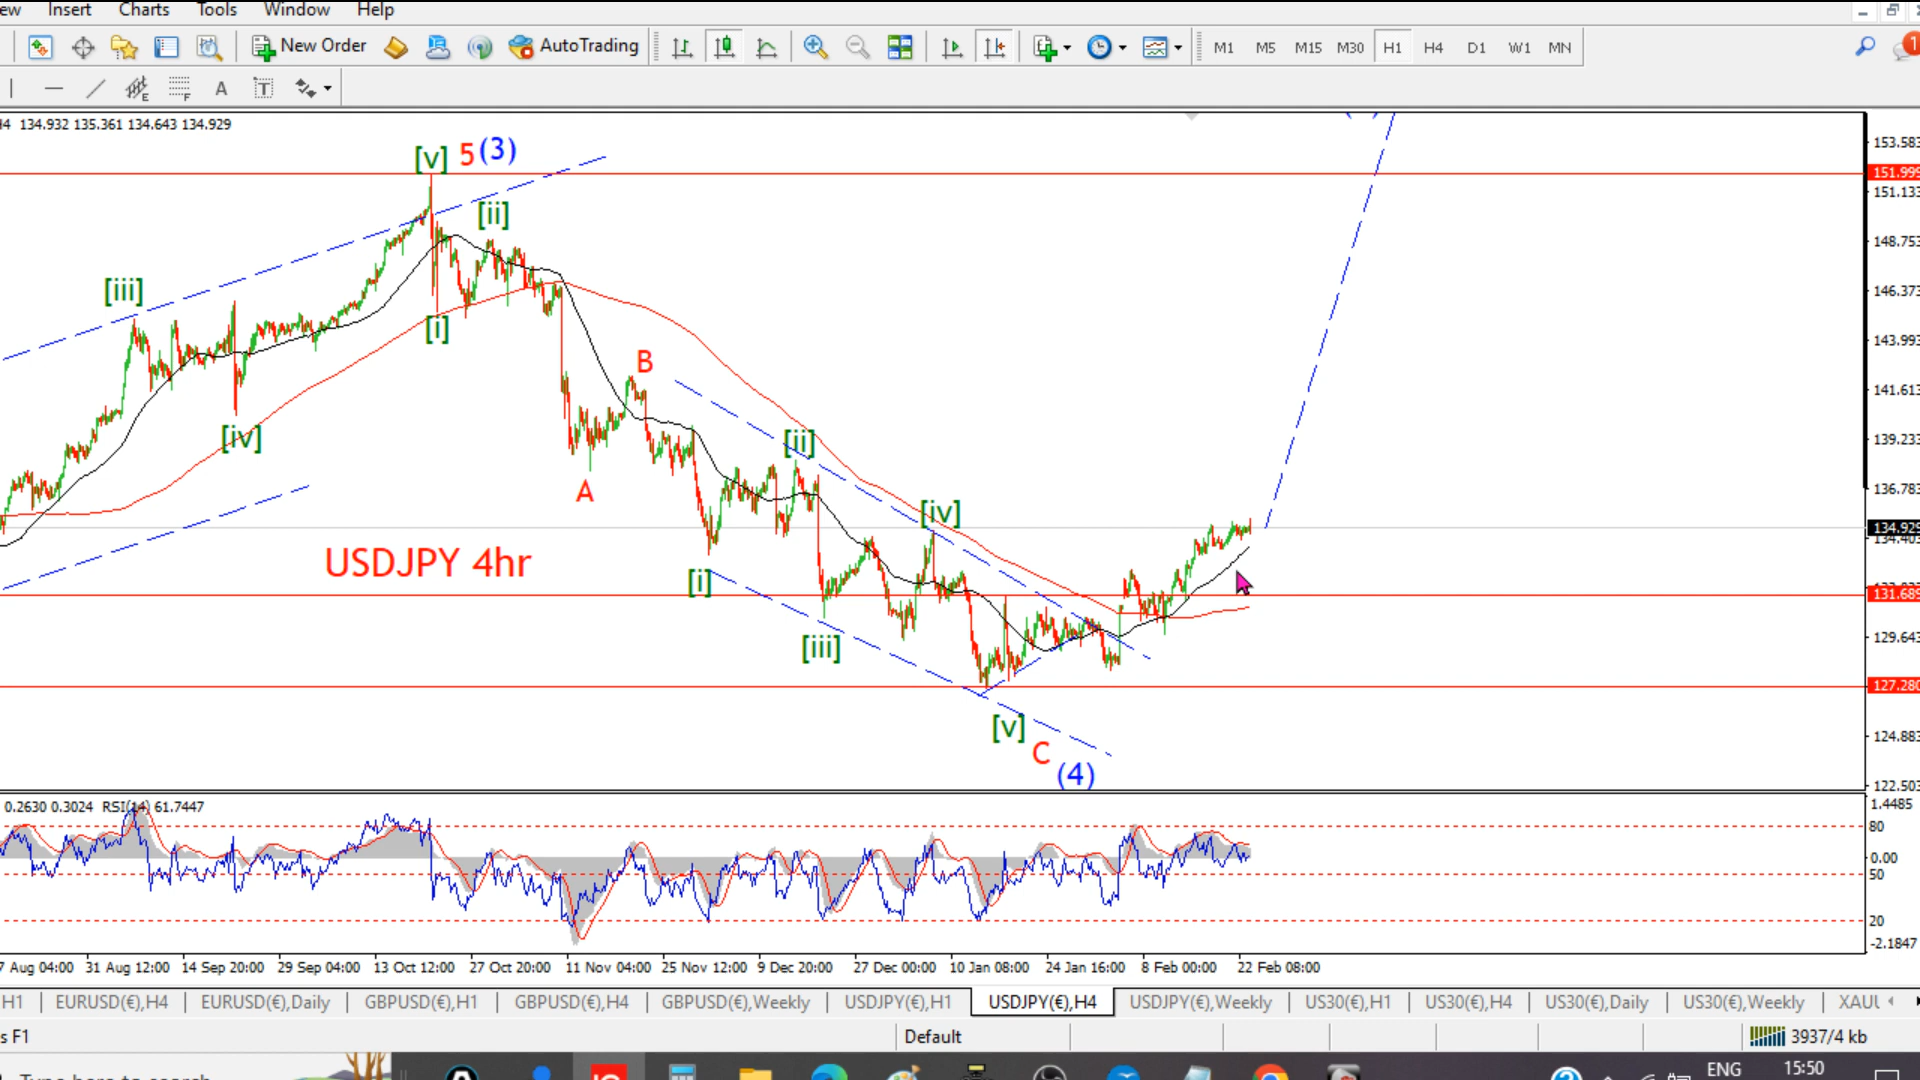 ew Insert Charts Tools Window Help
New Order AutoTrading M1 M5 M15 M30 H1 H4 D1 W1 MN 1
E F A T
H4 134.932 135.361 134.643 134.929
153.583
[v] 5 (3)
151.999
151.133
[ii]
148.753
[iii]
146.373
[i]
143.993
B
141.613
[iv] [ii]
139.233
A
136.783
[iv]
134.929
134.403
USDJPY 4hr
[i]
131.689
[iii]
129.643
127.280
[v]
C
(4)
124.883
122.503
0.2630 0.3024 RSI(14) 61.7447
1.4485
80
0.00
50
20
-2.1847
7 Aug 04:00 31 Aug 12:00 14 Sep 20:00 29 Sep 04:00 13 Oct 12:00 27 Oct 20:00 11 Nov 04:00 25 Nov 12:00 9 Dec 20:00 27 Dec 00:00 10 Jan 08:00 24 Jan 16:00 8 Feb 00:00 22 Feb 08:00
H1 EURUSD(€),H4 EURUSD(€),Daily GBPUSD(€),H1 GBPUSD(€),H4 GBPUSD(€),Weekly USDJPY(€),H1 USDJPY(€),H4 USDJPY(€),Weekly US30(€),H1 US30(€),H4 US30(€),Daily US30(€),Weekly XAU
s F1 Default 3937/4 kb
Type here to search ENG 15:50